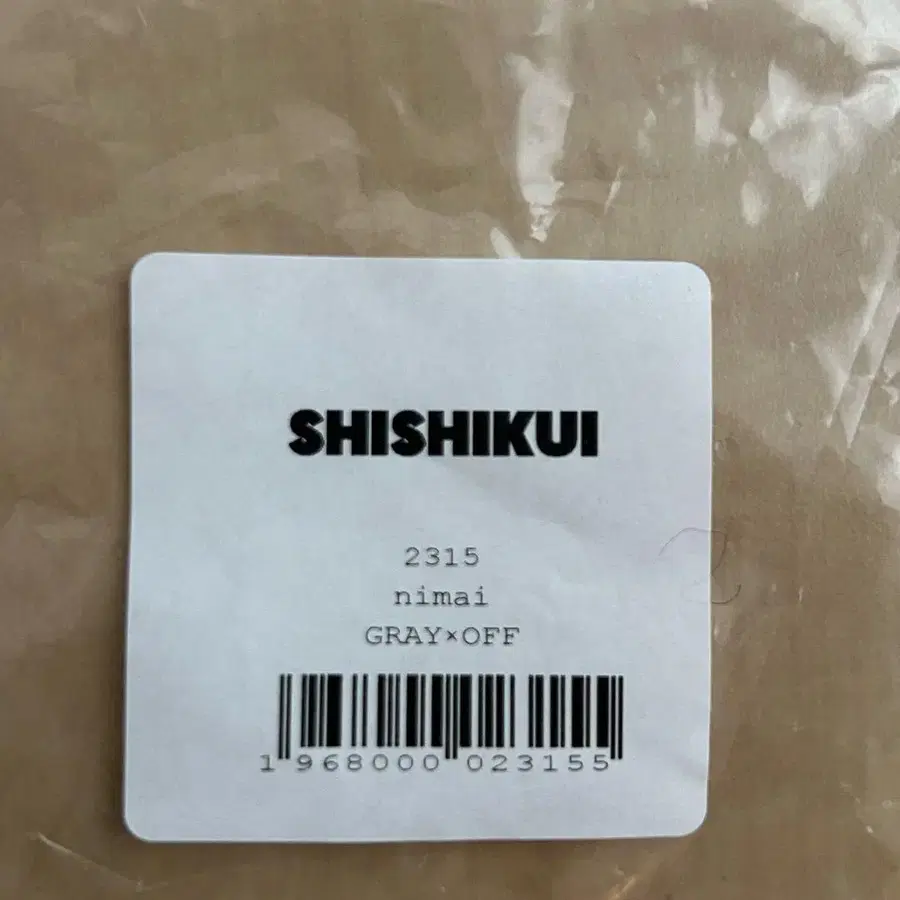 SHISHIKUI
2315
nimai
GRAY×OFF
1 968000 023155